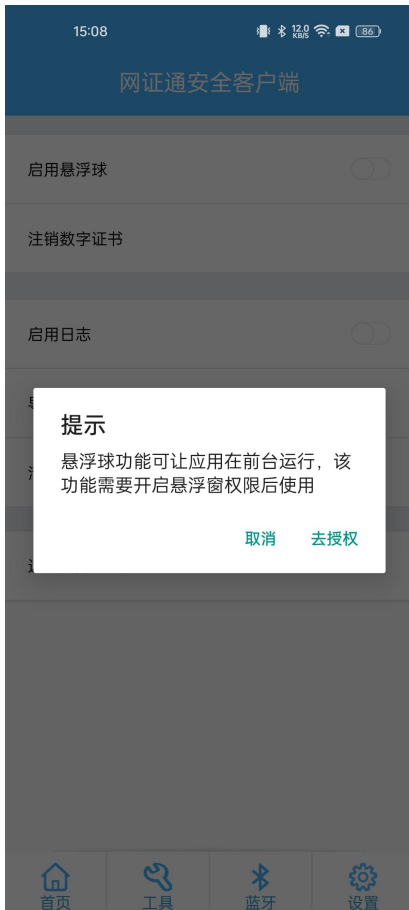 15:08
12.0
KB/S
86
网证通安全客户端
启用悬浮球
注销数字证书
启用日志
提示
悬浮球功能可让应用在前台运行，该
功能需要开启悬浮窗权限后使用
取消
去授权
首页
工具
蓝牙
设置